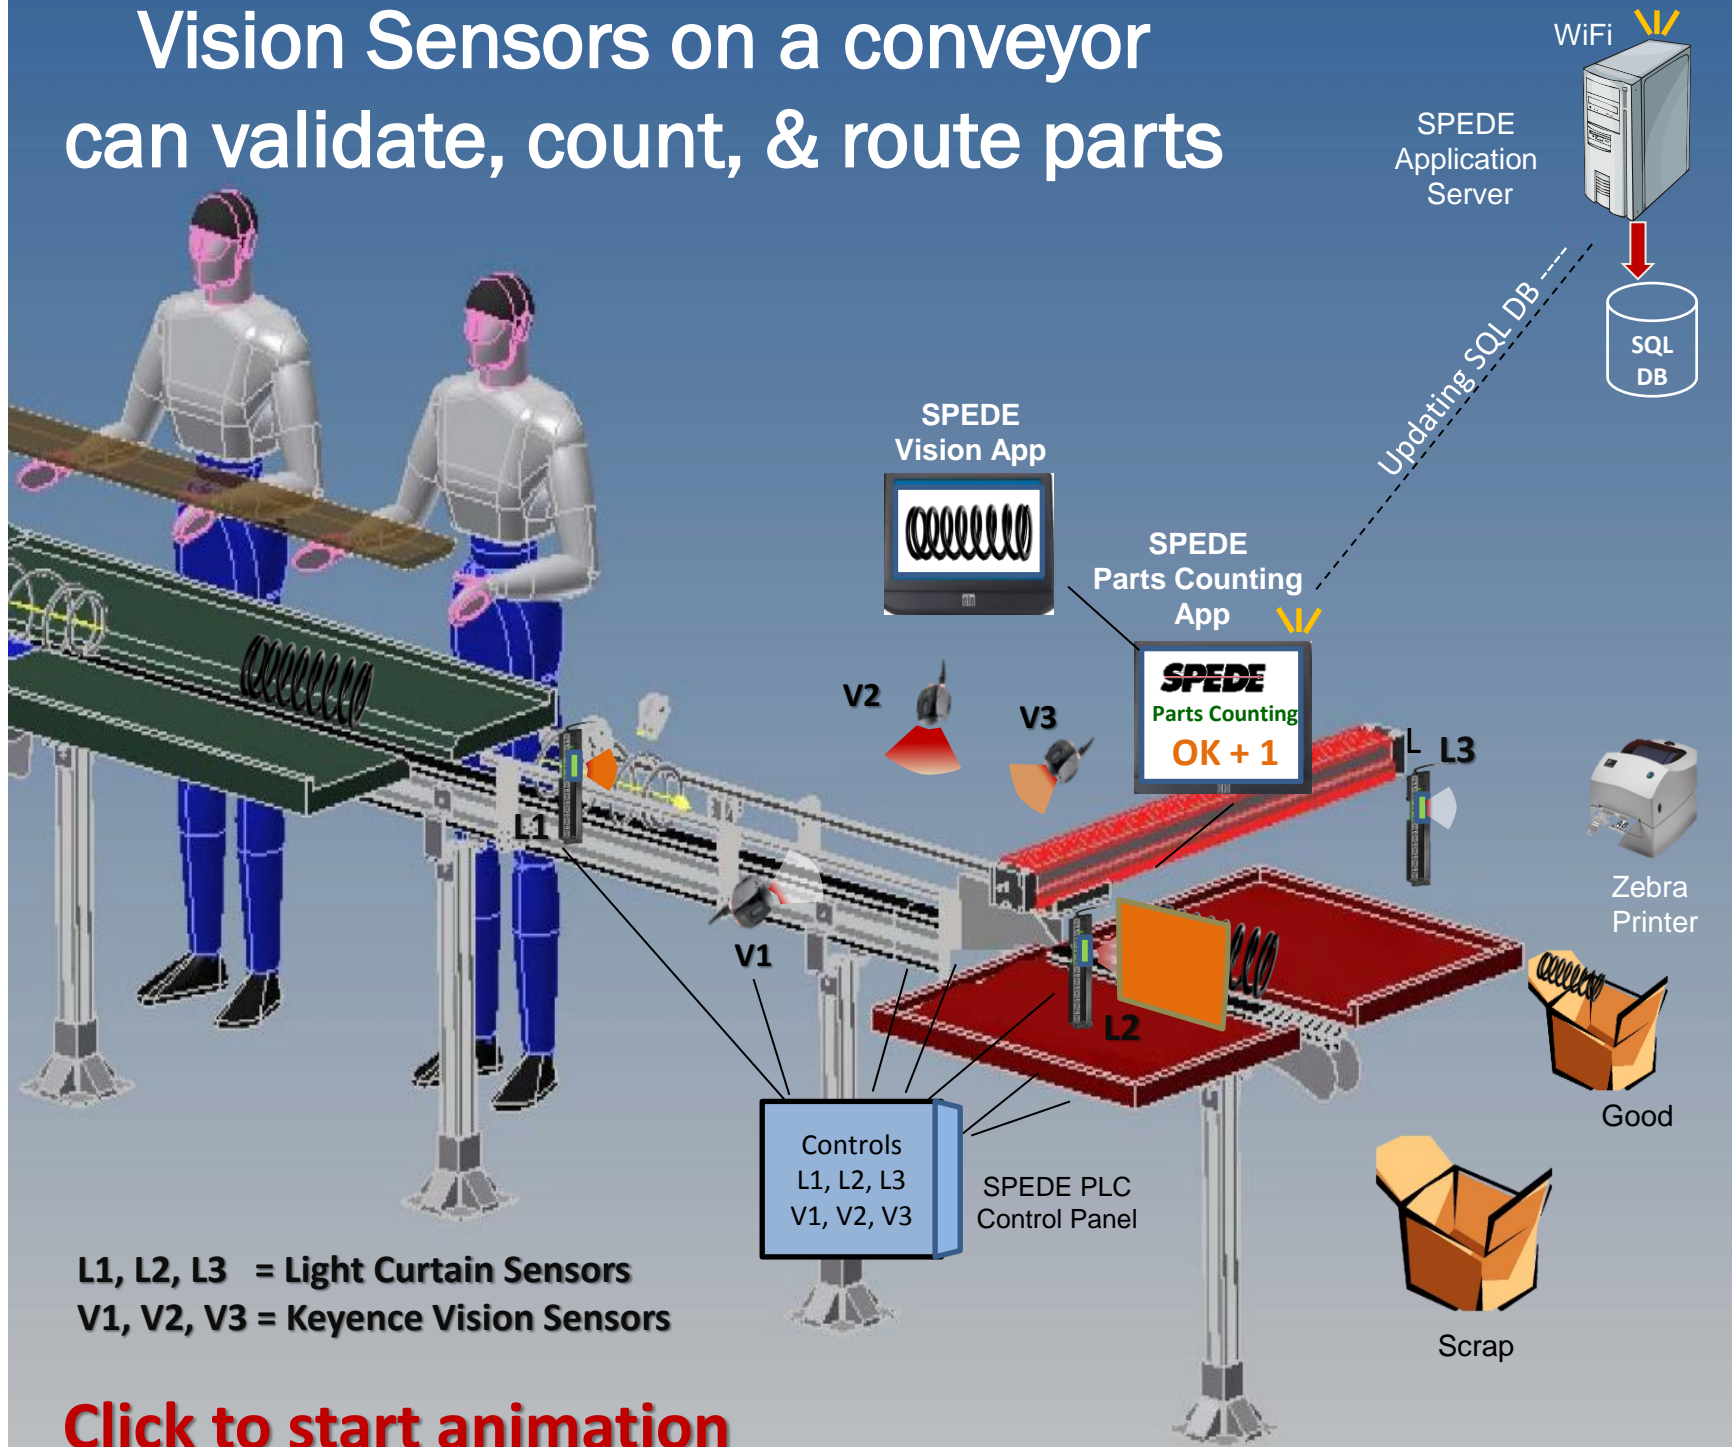 Vision Sensors on a conveyor
can validate, count, & route parts
WiFi
SPEDE
Application
Server
SQL
DB
Updating SQL DB
SPEDE
Vision App
SPEDE
Parts Counting
App
SPEDE
Parts Counting
OK + 1
V2
V3
L
L3
L1
V1
L2
Zebra
Printer
Good
Controls
L1, L2, L3
V1, V2, V3
SPEDE PLC
Control Panel
Scrap
L1, L2, L3 = Light Curtain Sensors
V1, V2, V3 = Keyence Vision Sensors
Click to start animation